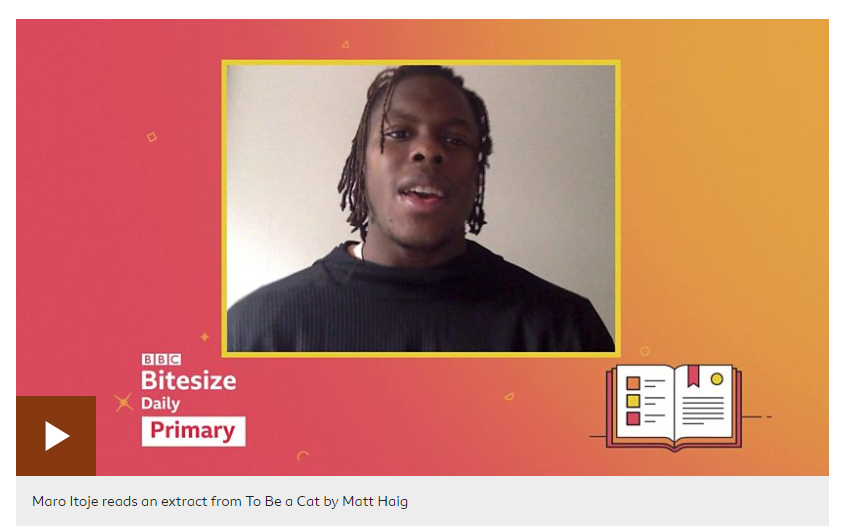 BBC
Bitesize
Daily
Primary
Maro Itoje reads an extract from To Be a Cat by Matt Haig